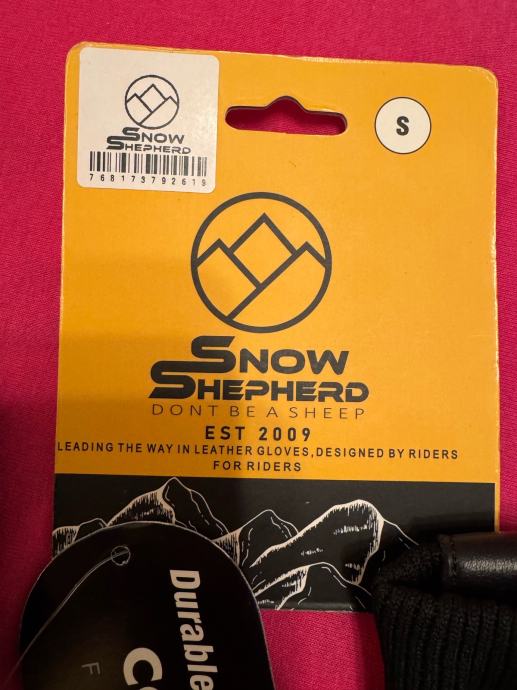 SNOW
SHEPHERD
768173792619
S
SNOW
SHEPHERD
DONT BE A SHEEP
EST 2009
LEADING THE WAY IN LEATHER GLOVES,DESIGNED BY RIDERS
FOR RIDERS
Durable